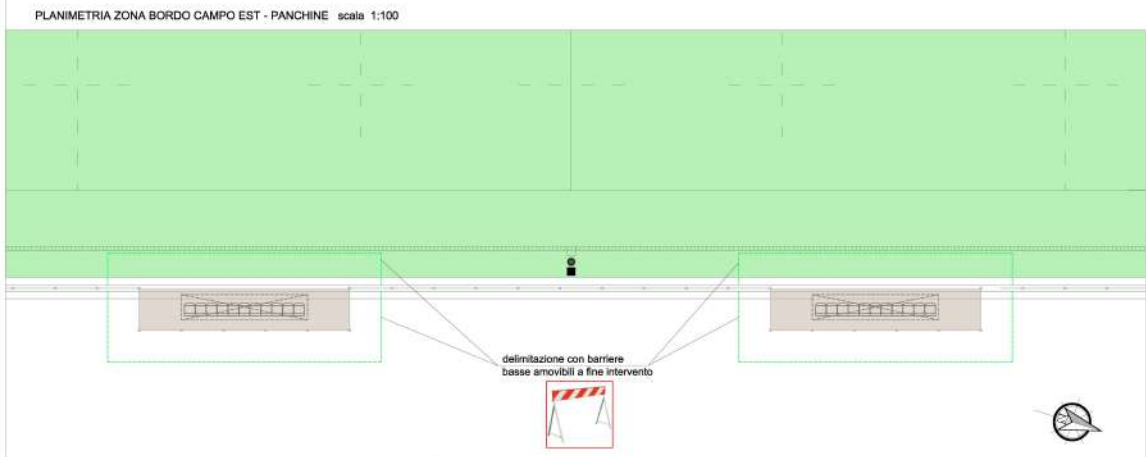 PLANIMETRIA ZONA BORDO CAMPO EST - PANCHINE scala 1:100
delimitazione con barriere
basse amovibili a fine intervento